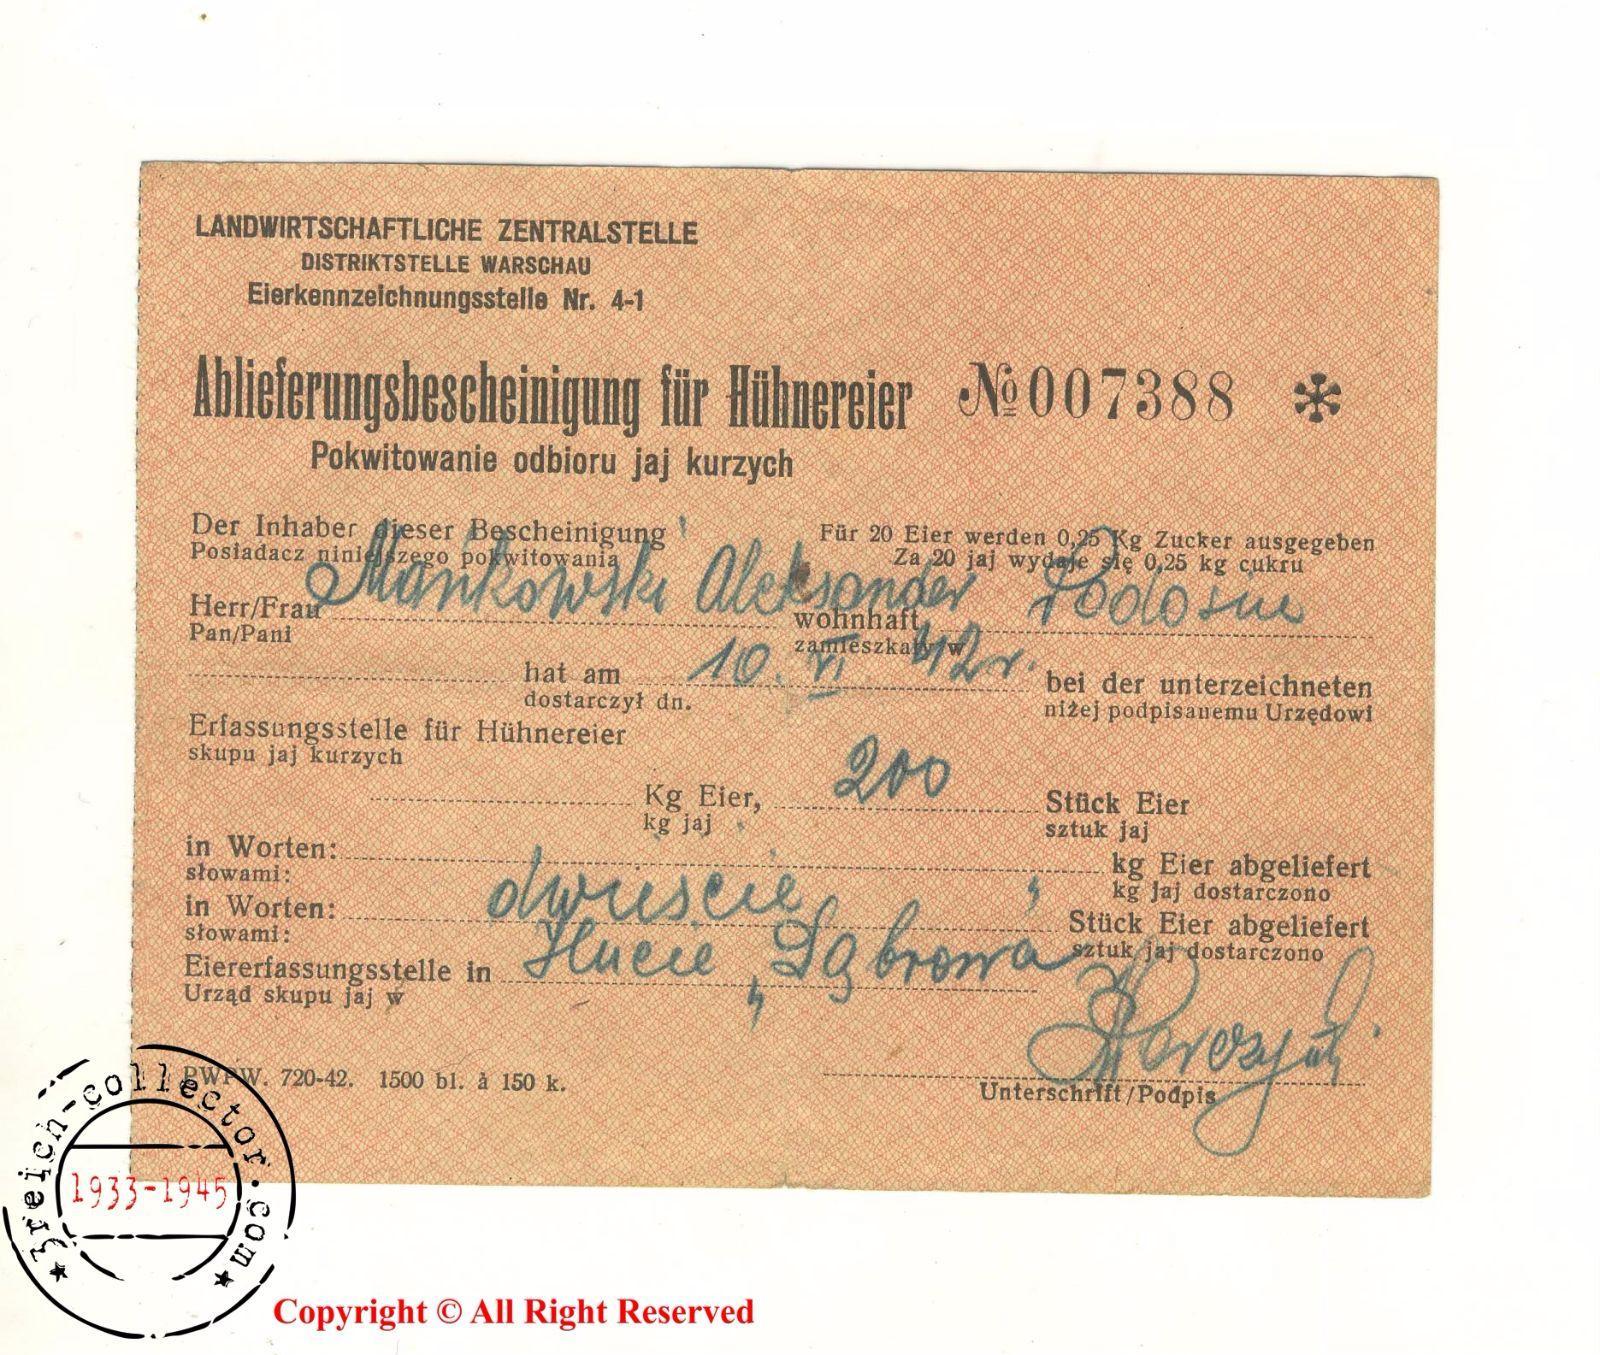 LANDWIRTSCHAFTLICHE ZENTRALSTELLE
DISTRIKTSTELLE WARSCHAU
Eierkennzeichnungsstelle Nr. 4-1
Ablieferungsbescheinigung für Hühnereier №007388 *
Pokwitowanie odbioru jaj kurzych
Der Inhaber dieser Bescheinigung
Posiadacz niniejszego pokwitowania
Für 20 Eier werden 0,25 Kg Zucker ausgegeben
Za 20 jaj wydaje się 0,25 kg cukru
Herr/Frau Mańkowski Aleksander wohnhaft
Pan/Pani zamieszkały w
hat am 10. VI. 42 r. bei der unterzeichneten
dostarczył dn. niżej podpisanemu Urzędowi
Erfassungsstelle für Hühnereier
skupu jaj kurzych
Kg Eier, 200 Stück Eier
kg jaj sztuk jaj
in Worten: kg Eier abgeliefert
słowami: kg jaj dostarczono
in Worten: dwieście Stück Eier abgeliefert
słowami: sztuk jaj dostarczono
Eiererfassungsstelle in Hucie Dąbrowa
Urząd skupu jaj w
PWPW. 720-42. 1500 bl. à 150 k.
Unterschrift/Podpis
3reich-collector.com
1933-1945
Copyright © All Right Reserved